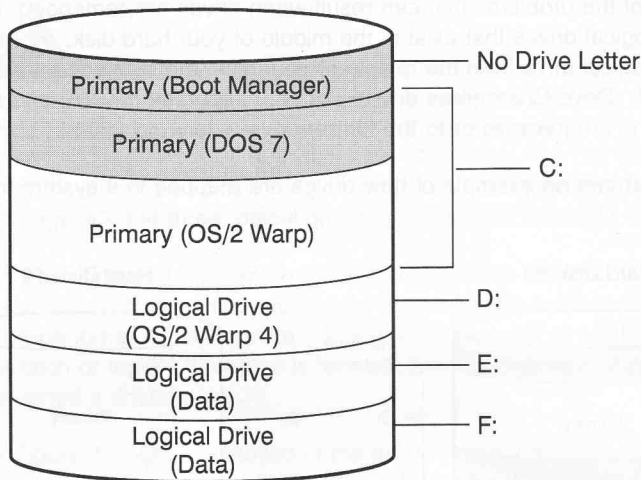 No Drive Letter
Primary (Boot Manager)
Primary (DOS 7)
C:
Primary (OS/2 Warp)
Logical Drive
(OS/2 Warp 4)
D:
Logical Drive
(Data)
E:
Logical Drive
(Data)
F: